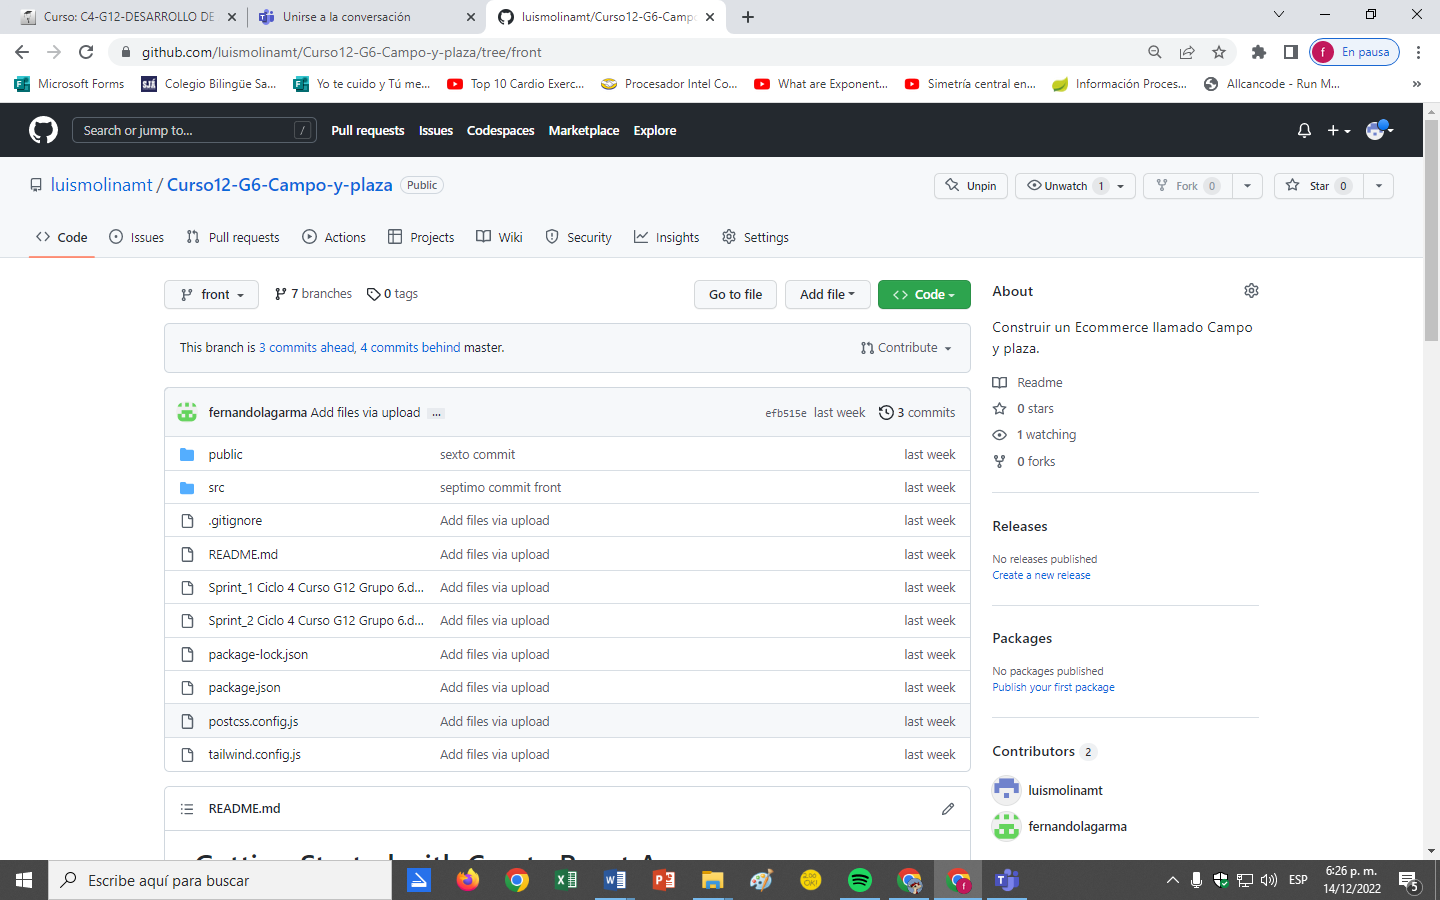 Curso: C4-G12-DESARROLLO DE
Unirse a la conversación
luismolinamt/Curso12-G6-Camp
github.com/luismolinamt/Curso12-G6-Campo-y-plaza/tree/front
f En pausa
Microsoft Forms
Colegio Bilingüe Sa...
Yo te cuido y Tú me...
Top 10 Cardio Exerc...
Procesador Intel Co...
What are Exponent...
Simetría central en...
Información Proces...
Allcancode - Run M...
»
Search or jump to... /
Pull requests Issues Codespaces Marketplace Explore
luismolinamt / Curso12-G6-Campo-y-plaza Public
Unpin
Unwatch 1
Fork 0
Star 0
Code
Issues
Pull requests
Actions
Projects
Wiki
Security
Insights
Settings
front
7 branches
0 tags
Go to file
Add file
Code
This branch is 3 commits ahead, 4 commits behind master.
Contribute
fernandolagarma Add files via upload ... efb515e last week 3 commits
public sexto commit last week
src septimo commit front last week
.gitignore Add files via upload last week
README.md Add files via upload last week
Sprint_1 Ciclo 4 Curso G12 Grupo 6.d... Add files via upload last week
Sprint_2 Ciclo 4 Curso G12 Grupo 6.d... Add files via upload last week
package-lock.json Add files via upload last week
package.json Add files via upload last week
postcss.config.js Add files via upload last week
tailwind.config.js Add files via upload last week
README.md
About
Construir un Ecommerce llamado Campo
y plaza.
Readme
0 stars
1 watching
0 forks
Releases
No releases published
Create a new release
Packages
No packages published
Publish your first package
Contributors 2
luismolinamt
fernandolagarma
Escribe aquí para buscar
ESP
6:26 p. m.
14/12/2022
5